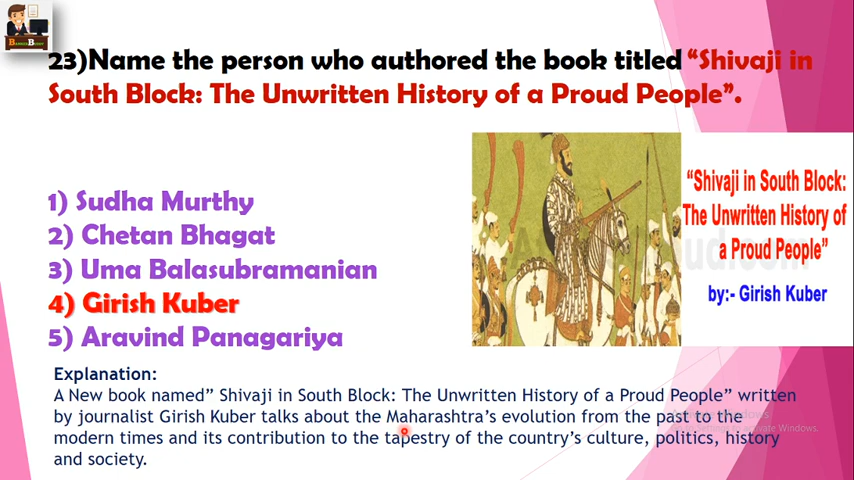 23)Name the person who authored the book titled “Shivaji in
South Block: The Unwritten History of a Proud People”.
1) Sudha Murthy
2) Chetan Bhagat
3) Uma Balasubramanian
4) Girish Kuber
5) Aravind Panagariya
“Shivaji in South Block:
The Unwritten History of
a Proud People”
by:- Girish Kuber
Explanation:
A New book named” Shivaji in South Block: The Unwritten History of a Proud People” written
by journalist Girish Kuber talks about the Maharashtra’s evolution from the past to the
modern times and its contribution to the tapestry of the country’s culture, politics, history
and society.